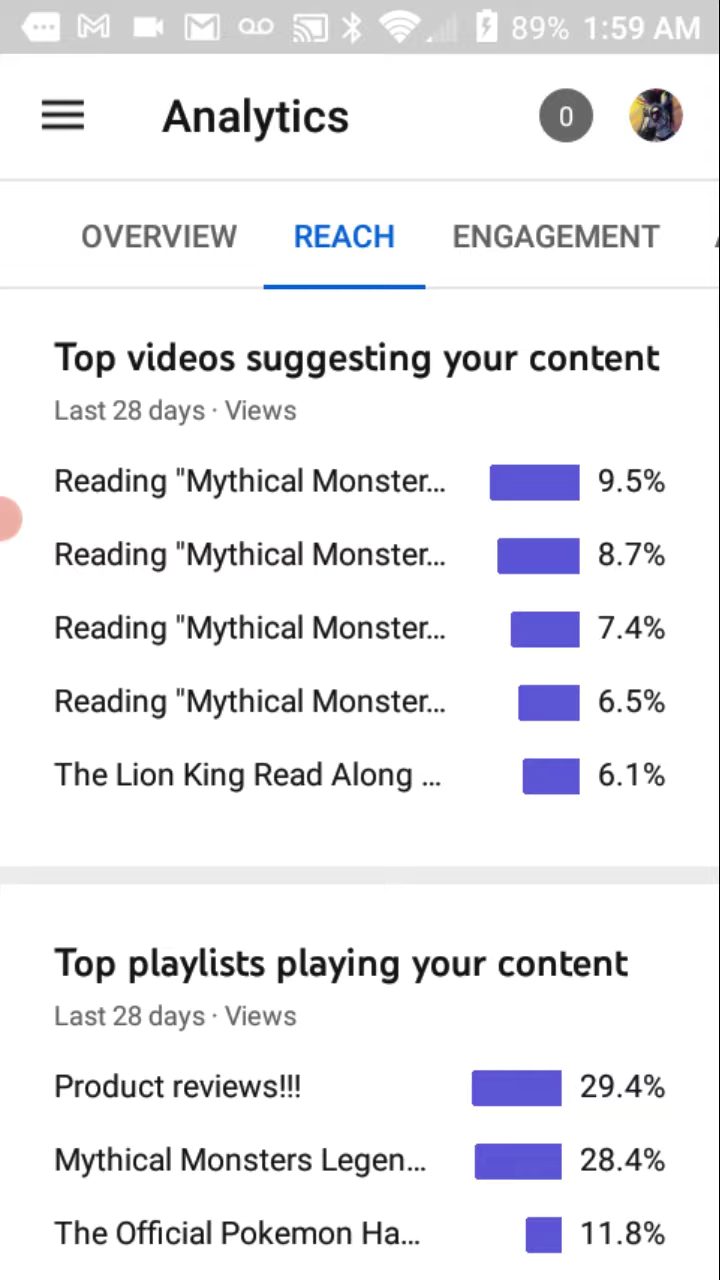 89% 1:59 AM
Analytics 0
OVERVIEW REACH ENGAGEMENT
Top videos suggesting your content
Last 28 days · Views
Reading "Mythical Monster... 9.5%
Reading "Mythical Monster... 8.7%
Reading "Mythical Monster... 7.4%
Reading "Mythical Monster... 6.5%
The Lion King Read Along ... 6.1%
Top playlists playing your content
Last 28 days · Views
Product reviews!!! 29.4%
Mythical Monsters Legen... 28.4%
The Official Pokemon Ha... 11.8%